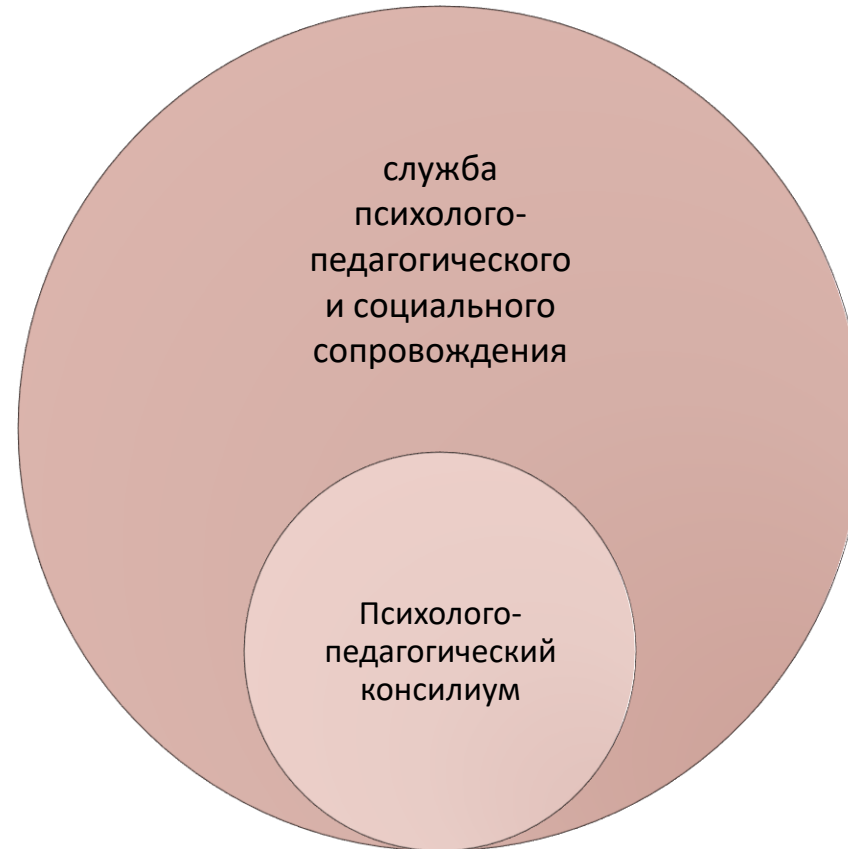 служба
психолого-
педагогического
и социального
сопровождения
Психолого-
педагогический
консилиум